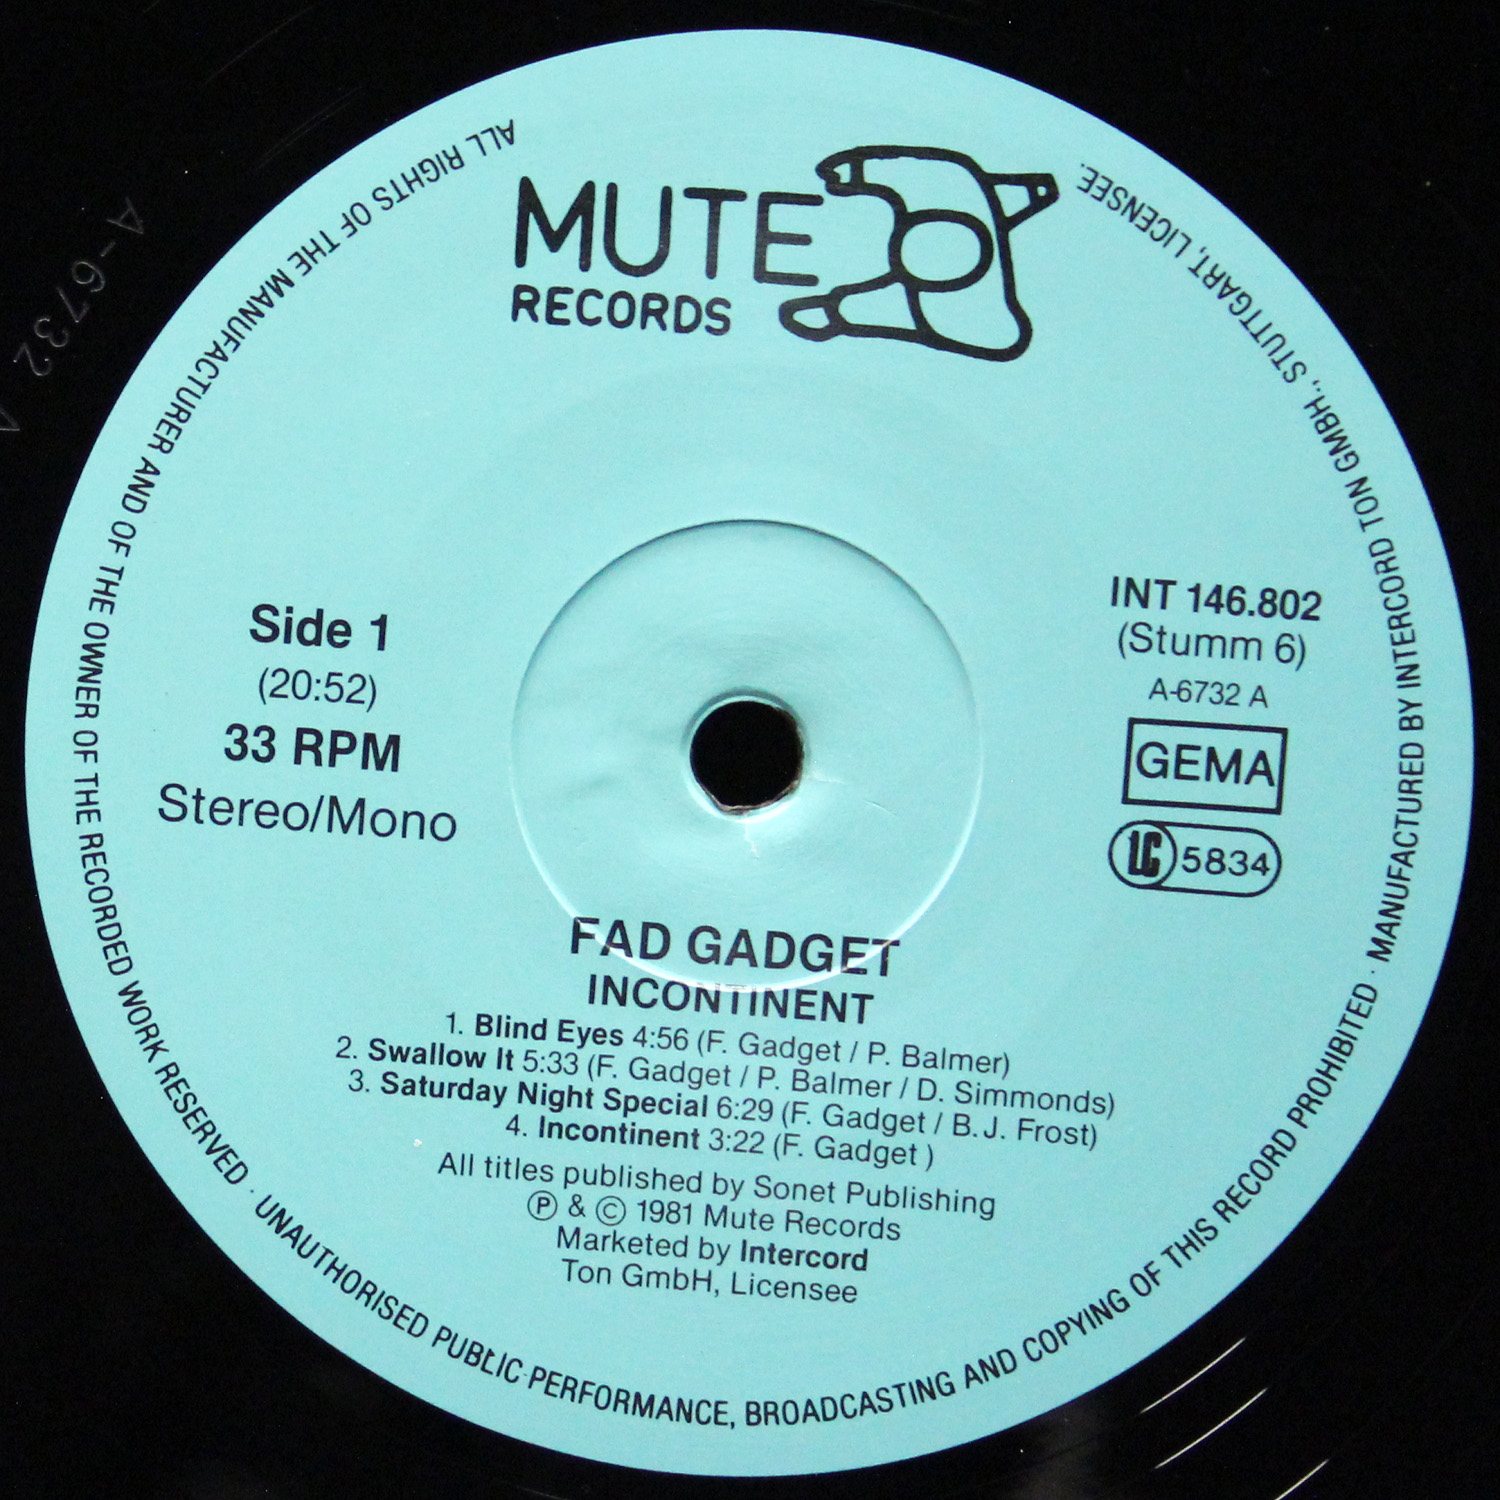 MUTE
RECORDS
Side 1
(20:52)
33 RPM
Stereo/Mono
INT 146.802
(Stumm 6)
A-6732 A
GEMA
LC 5834
FAD GADGET
INCONTINENT
1. Blind Eyes 4:56 (F. Gadget / P. Balmer)
2. Swallow It 5:33 (F. Gadget / P. Balmer / D. Simmonds)
3. Saturday Night Special 6:29 (F. Gadget / B.J. Frost)
4. Incontinent 3:22 (F. Gadget )
All titles published by Sonet Publishing
Ⓟ & © 1981 Mute Records
Marketed by Intercord
Ton GmbH, Licensee
ALL RIGHTS OF THE MANUFACTURER AND OF THE OWNER OF THE RECORDED WORK RESERVED · UNAUTHORISED PUBLIC PERFORMANCE, BROADCASTING AND COPYING OF THIS RECORD PROHIBITED · MANUFACTURED BY INTERCORD TON GMBH., STUTTGART, LICENSEE.
A-6732 A